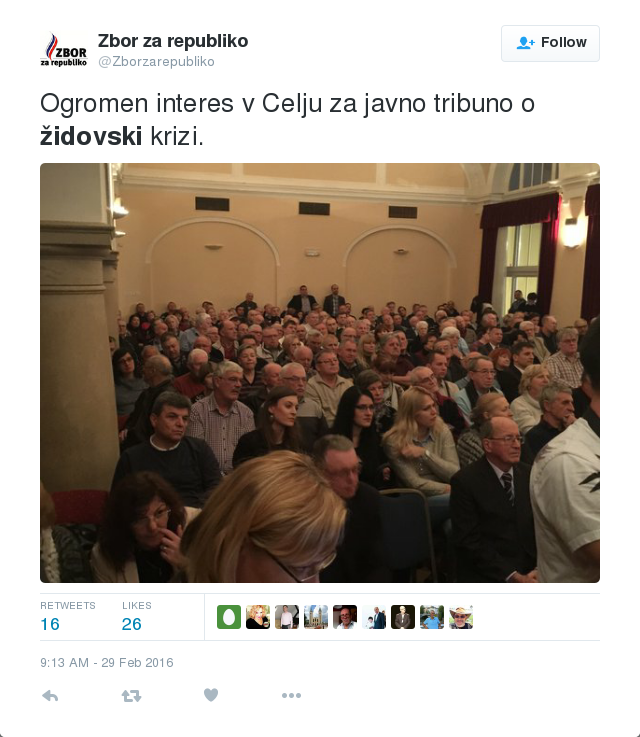 ZBOR
za republiko
Zbor za republiko
@Zborzarepubliko
Follow
Ogromen interes v Celju za javno tribuno o
židovski krizi.
RETWEETS
LIKES
16
26
9:13 AM - 29 Feb 2016